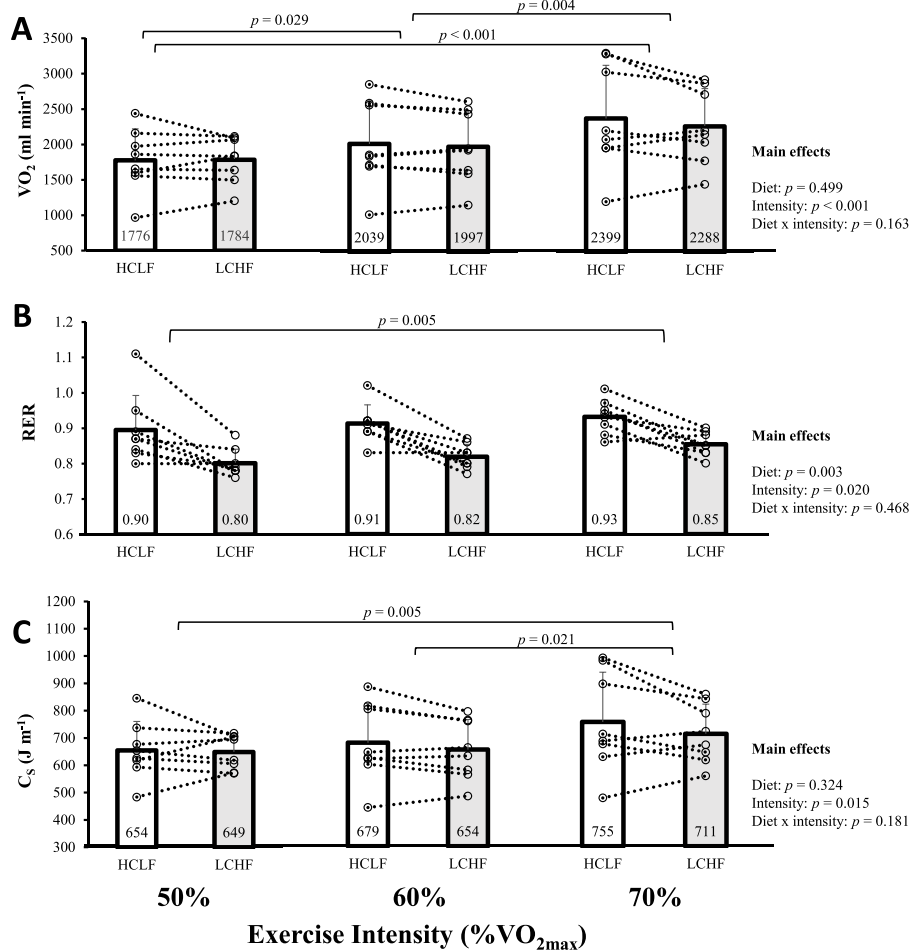 A
p = 0.029
p = 0.004
p < 0.001
3500
3000
2500
2000
1500
1000
500
VO2 (ml min-1)
1776
1784
2039
1997
2399
2288
HCLF
LCHF
HCLF
LCHF
HCLF
LCHF
Main effects
Diet: p = 0.499
Intensity: p < 0.001
Diet x intensity: p = 0.163
B
p = 0.005
1.2
1.1
1.0
0.9
0.8
0.7
0.6
RER
0.90
0.80
0.91
0.82
0.93
0.85
HCLF
LCHF
HCLF
LCHF
HCLF
LCHF
Main effects
Diet: p = 0.003
Intensity: p = 0.020
Diet x intensity: p = 0.468
C
p = 0.005
p = 0.021
1200
1100
1000
900
800
700
600
500
400
300
CS (J m-1)
654
649
679
654
755
711
HCLF
LCHF
HCLF
LCHF
HCLF
LCHF
Main effects
Diet: p = 0.324
Intensity: p = 0.015
Diet x intensity: p = 0.181
50%
60%
70%
Exercise Intensity (%VO2max)